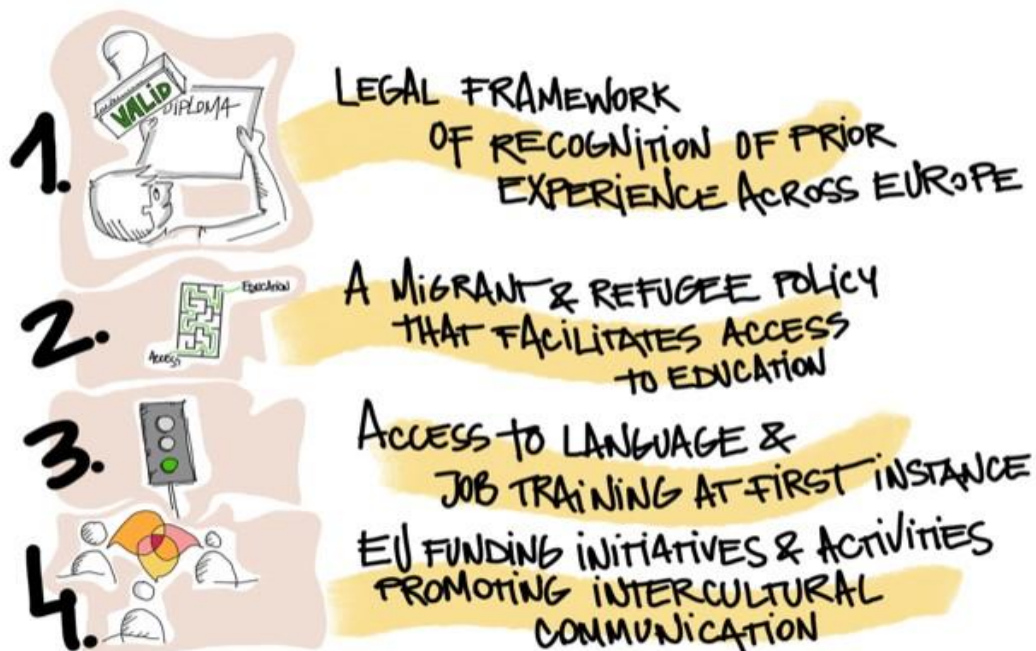 1.
VALID
DIPLOMA
LEGAL FRAMEWORK
OF RECOGNITION OF PRIOR
EXPERIENCE ACROSS EUROPE
2.
EDUCATION
ACCESS
A MIGRANT & REFUGEE POLICY
THAT FACILITATES ACCESS
TO EDUCATION
3.
ACCESS TO LANGUAGE &
JOB TRAINING AT FIRST INSTANCE
4.
EU FUNDING INITIATIVES & ACTIVITIES
PROMOTING INTERCULTURAL
COMMUNICATION